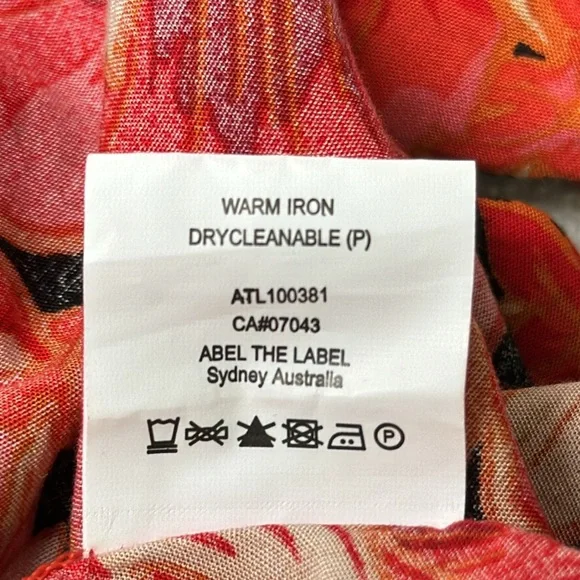 WARM IRON
DRYCLEANABLE (P)
ATL100381
CA#07043
ABEL THE LABEL
Sydney Australia
P